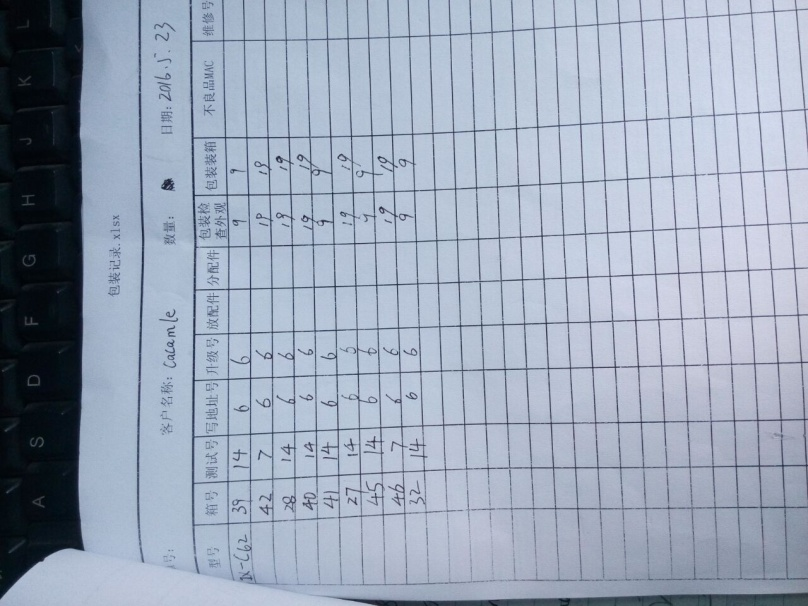 包装记录.xlsx
号: 客户名称: Cacamle 数量: 日期: 2016.5.23
型号 箱号 测试号 写地址号 升级号 放配件 分配件 包装检查外观 包装装箱 不良品MAC 维修号
39 14 6 6 9 9
42 7 6 6 19 19
28 14 6 6 19 19
40 14 6 6 19 19
41 14 6 6 9 9
27 14 6 6 19 19
45 14 6 6 9 9
46 7 6 6 19 19
32 14 6 6 9 9
A S D F G H J K L